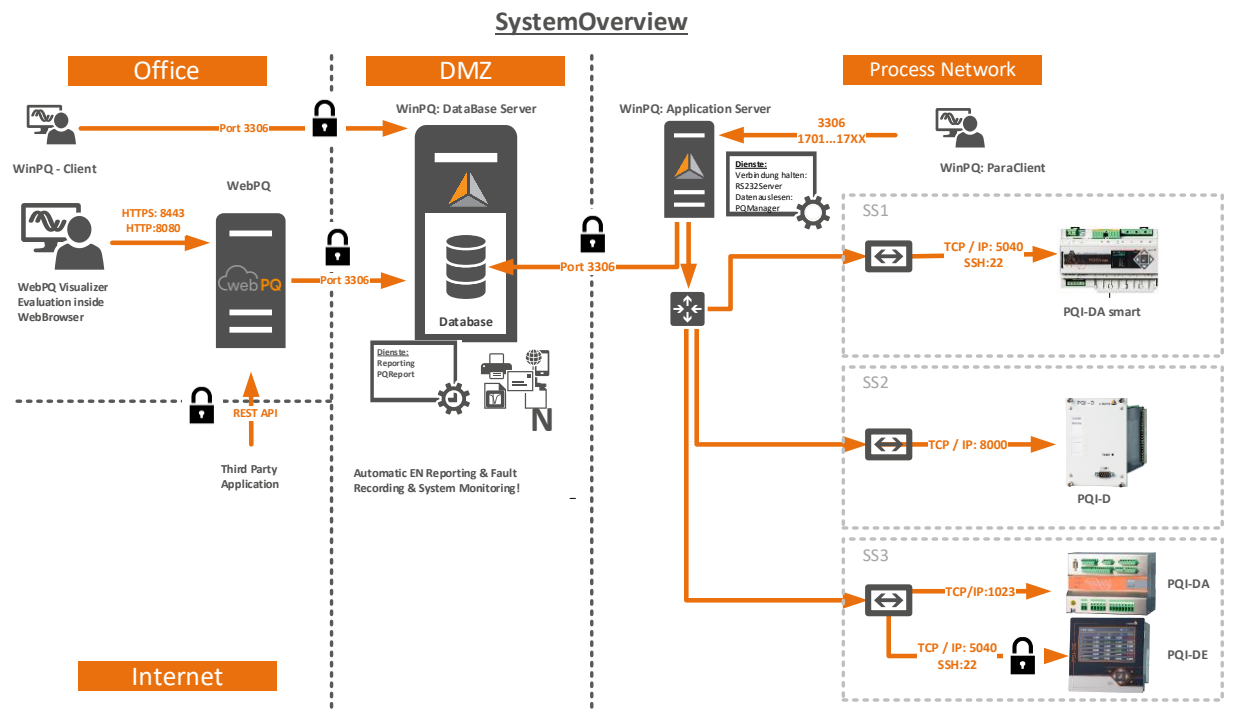 SystemOverview
Office
DMZ
Process Network
WinPQ: DataBase Server
WinPQ: Application Server
Port 3306
3306
1701...17XX
WinPQ - Client
WinPQ: ParaClient
Dienste:
Verbindung halten:
RS232Server
Daten auslesen:
PQManager
WebPQ
HTTPS: 8443
HTTP:8080
SS1
TCP / IP: 5040
SSH:22
PQI-DA smart
Port 3306
Port 3306
webPQ
WebPQ Visualizer
Evaluation inside
WebBrowser
Database
Dienste:
Reporting
PQReport
N
SS2
PQI-D
TCP / IP: 8000
PQI-D
REST API
Third Party
Application
Automatic EN Reporting & Fault
Recording & System Monitoring!
SS3
TCP/IP:1023
PQI-DA
TCP / IP: 5040
SSH:22
PQI-DE
Internet